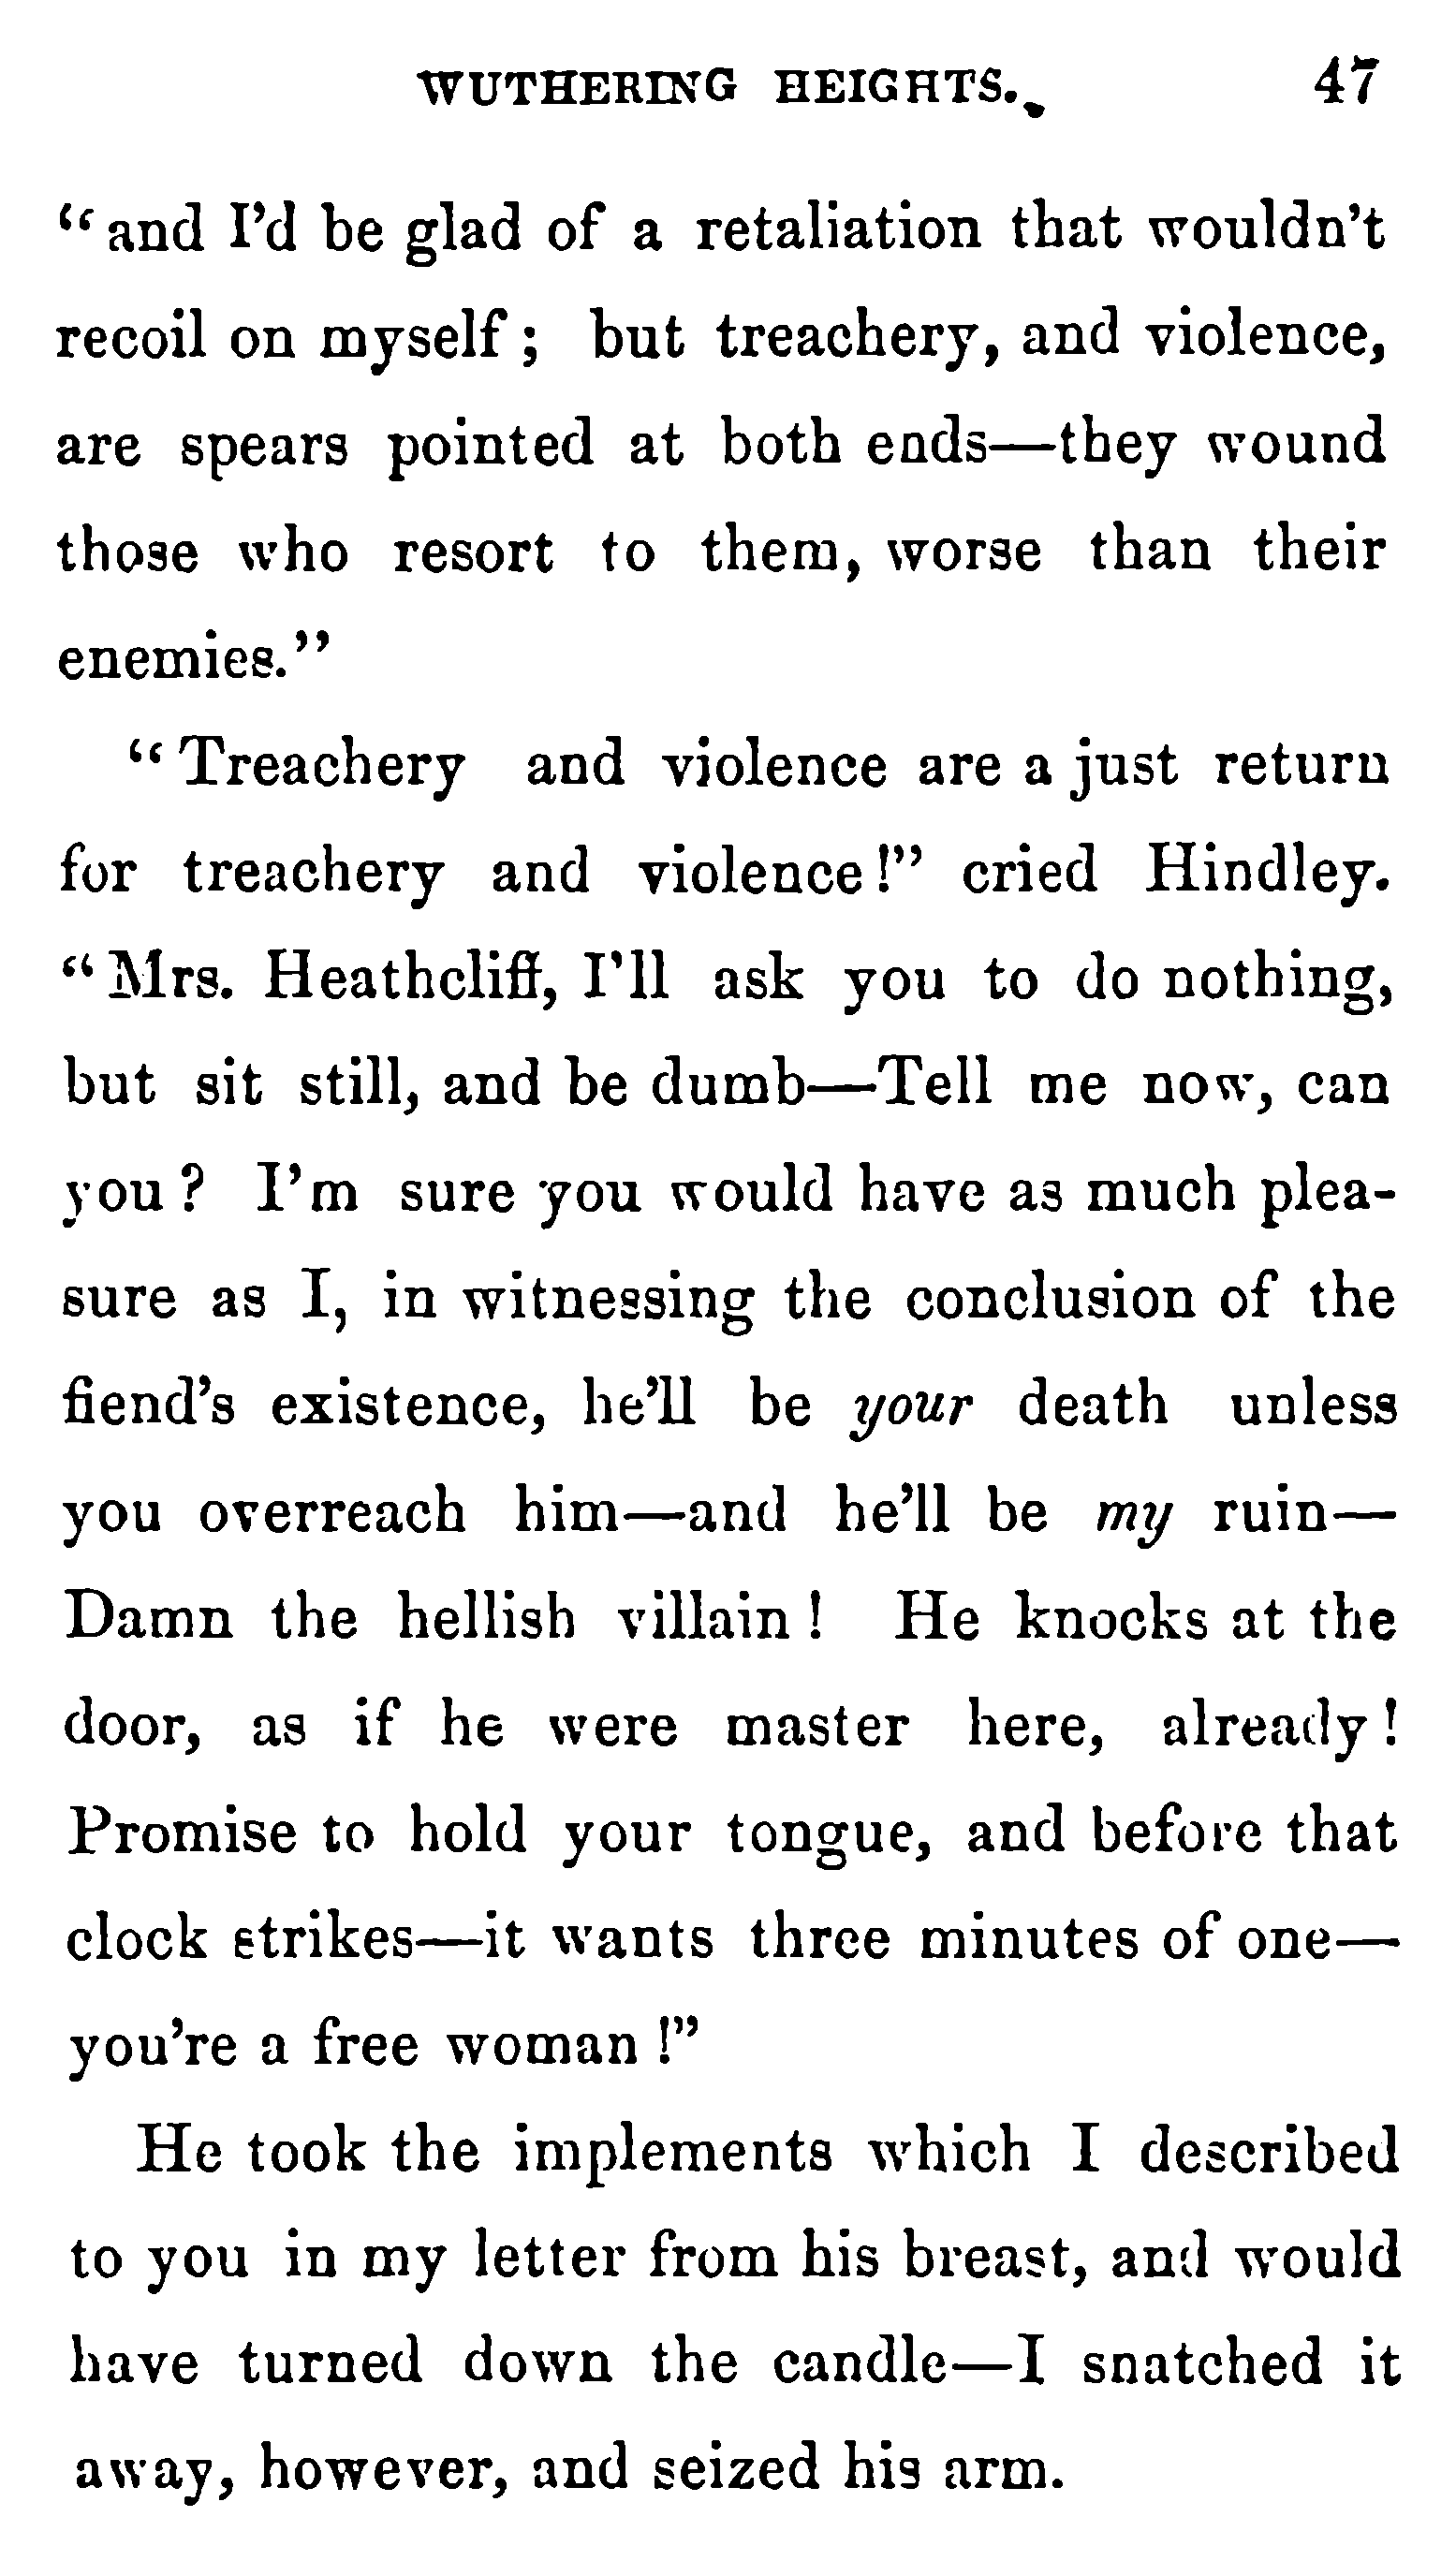 WUTHERING HEIGHTS. 47
"and I'd be glad of a retaliation that wouldn't
recoil on myself; but treachery, and violence,
are spears pointed at both ends—they wound
those who resort to them, worse than their
enemies."
"Treachery and violence are a just return
for treachery and violence!" cried Hindley.
"Mrs. Heathcliff, I'll ask you to do nothing,
but sit still, and be dumb—Tell me now, can
you? I'm sure you would have as much plea-
sure as I, in witnessing the conclusion of the
fiend's existence, he'll be your death unless
you overreach him—and he'll be my ruin—
Damn the hellish villain! He knocks at the
door, as if he were master here, already!
Promise to hold your tongue, and before that
clock strikes—it wants three minutes of one—
you're a free woman!"
He took the implements which I described
to you in my letter from his breast, and would
have turned down the candle—I snatched it
away, however, and seized his arm.